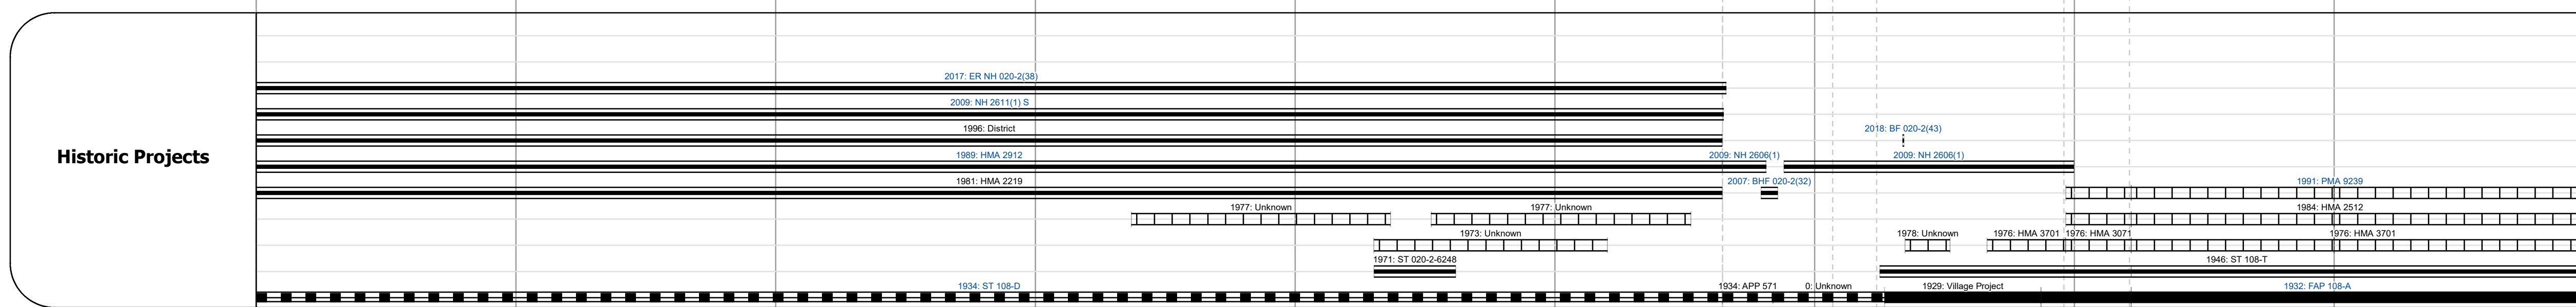 2017: ER NH 020-2(38)
2009: NH 2611(1) S
1996: District
2018: BF 020-2(43)
Historic Projects
1989: HMA 2912
2009: NH 2606(1)
2009: NH 2606(1)
1981: HMA 2219
2007: BHF 020-2(32)
1991: PMA 9239
1977: Unknown
1977: Unknown
1984: HMA 2512
1973: Unknown
1978: Unknown
1976: HMA 3701
1976: HMA 3071
1976: HMA 3701
1971: ST 020-2-6248
1946: ST 108-T
1934: ST 108-D
1934: APP 571
0: Unknown
1929: Village Project
1932: FAP 108-A